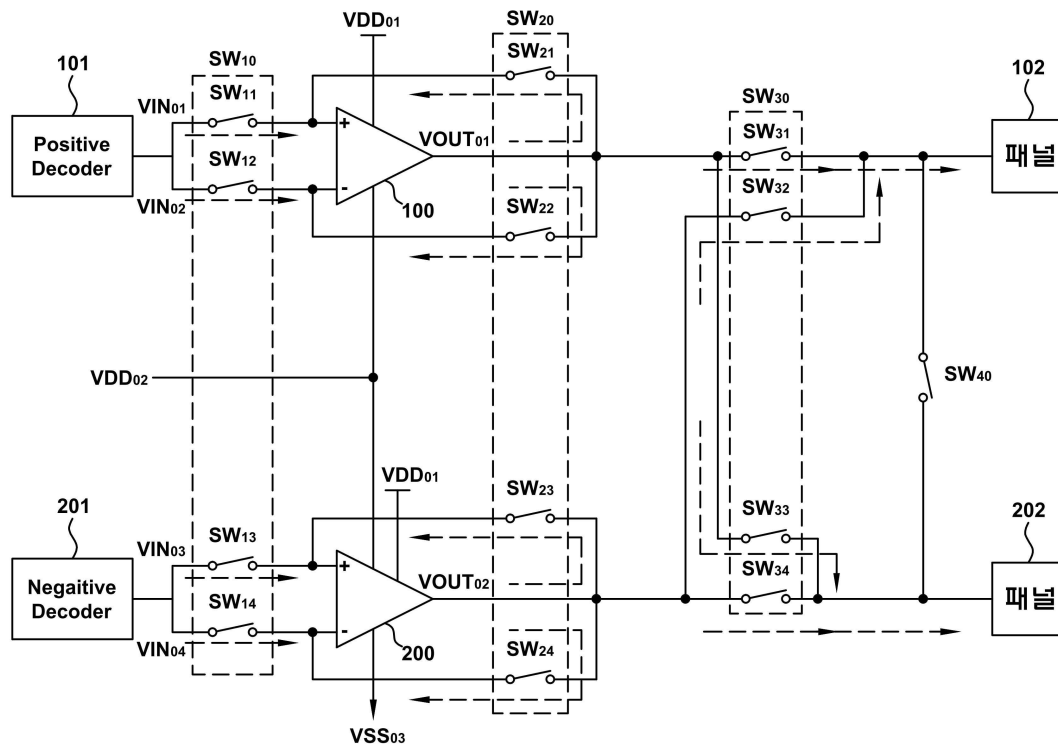 VDD01
SW20
101
SW10
SW21
102
VIN01
SW11
SW30
Positive
Decoder
SW12
VOUT01
SW31
패널
VIN02
100
SW22
SW32
VDD02
SW40
VDD01
201
SW23
202
VIN03
SW13
SW33
Negaitive
Decoder
SW14
VOUT02
SW34
패널
VIN04
200
SW24
VSS03
+
-
+
-